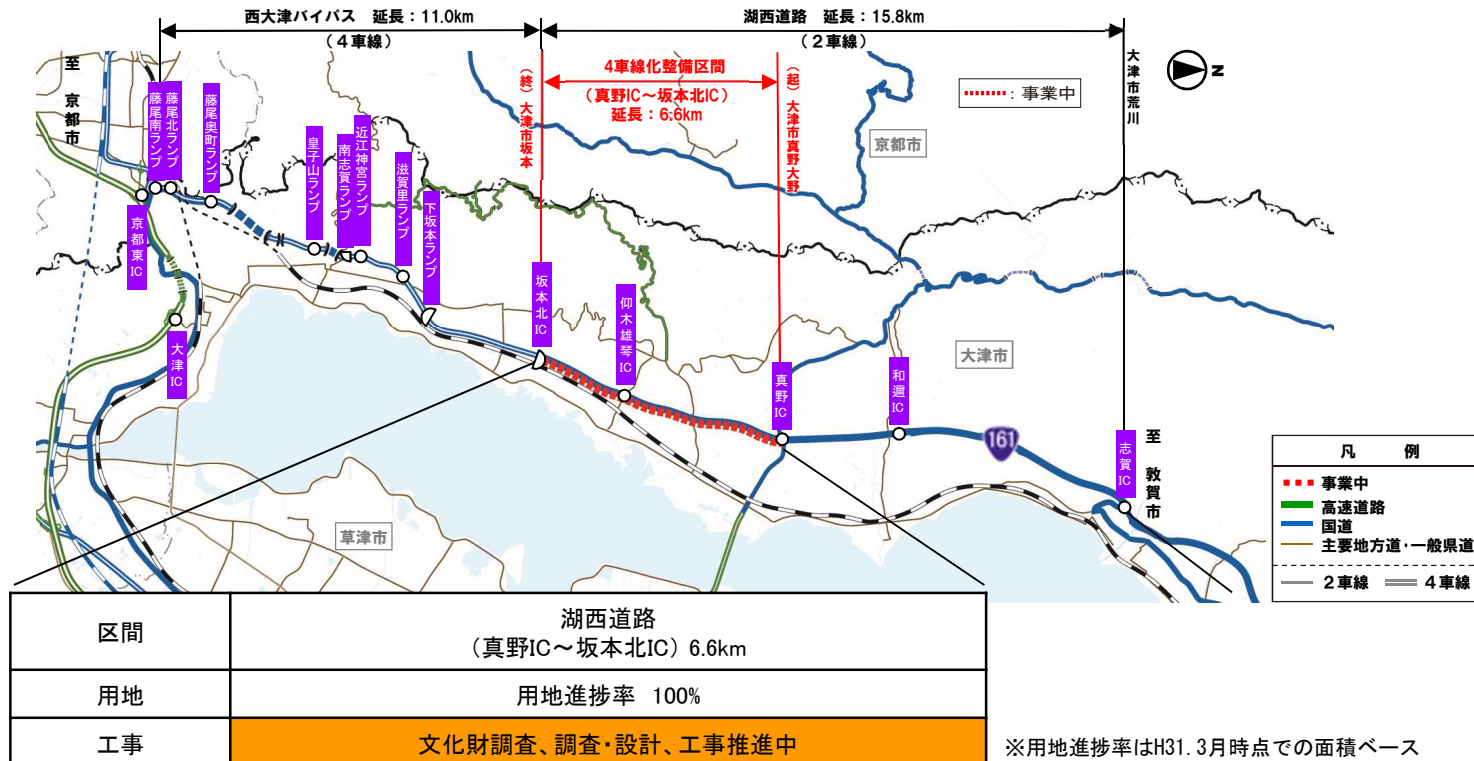 西大津バイパス 延長：11.0km
（４車線）
湖西道路 延長：15.8km
（２車線）
至 京都市
藤尾南ランプ
藤尾北ランプ
藤尾奥町ランプ
皇子山ランプ
南志賀ランプ
近江神宮ランプ
滋賀里ランプ
下坂本ランプ
（終）大津市坂本
4車線化整備区間
（真野IC～坂本北IC）
延長：6.6km
（起）大津市真野大野
：事業中
大津市荒川
N
京都市
京都東IC
大津IC
坂本北IC
仰木雄琴IC
真野IC
和邇IC
大津市
161
志賀IC
至 敦賀市
草津市
凡 例
事業中
高速道路
国道
主要地方道・一般県道
２車線 ４車線
区間
湖西道路
（真野IC～坂本北IC）6.6km
用地
用地進捗率 100%
工事
文化財調査、調査・設計、工事推進中
※用地進捗率はH31.3月時点での面積ベース